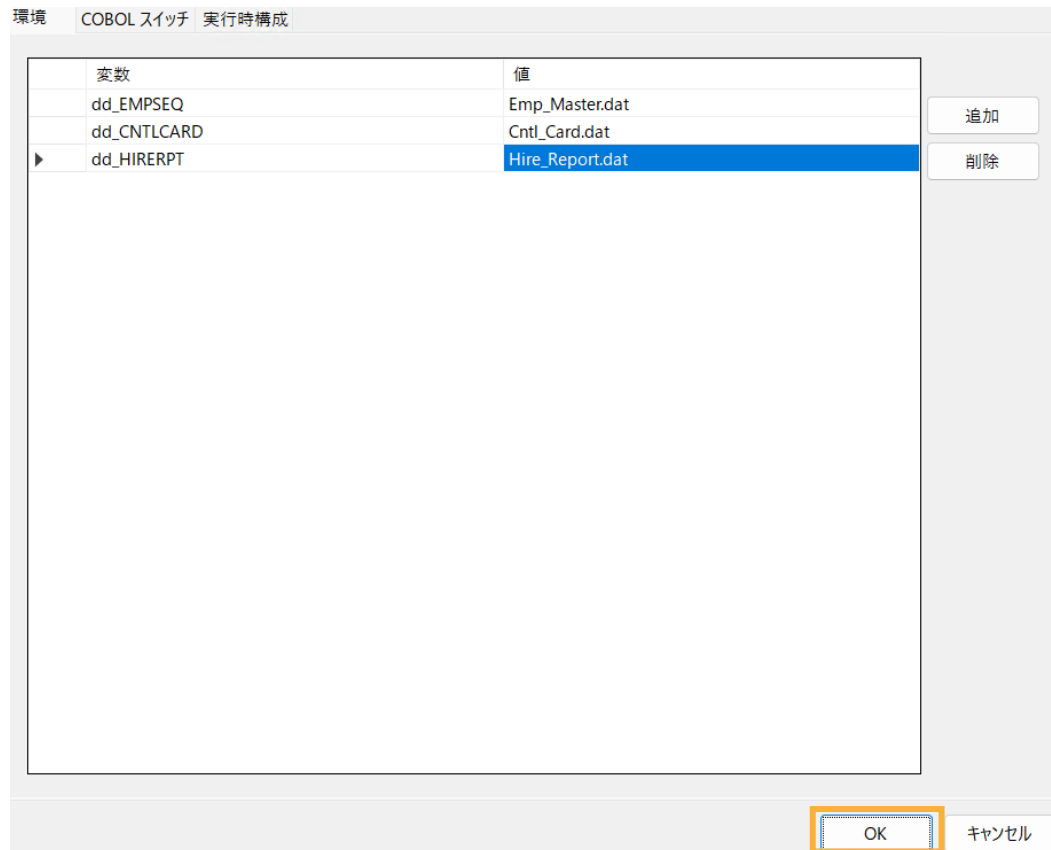 環境 COBOL スイッチ 実行時構成
変数 値
dd_EMPSEQ Emp_Master.dat
追加
dd_CNTLCARD Cntl_Card.dat
dd_HIRERPT Hire_Report.dat
削除
OK キャンセル